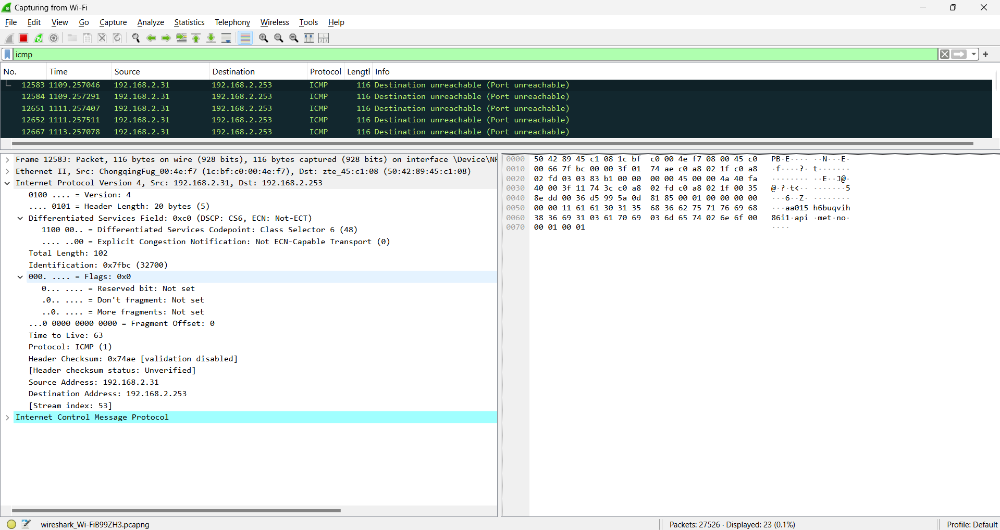 Capturing from Wi-Fi
File Edit View Go Capture Analyze Statistics Telephony Wireless Tools Help
icmp
No. Time Source Destination Protocol Lengtl Info
12583 1109.257046 192.168.2.31 192.168.2.253 ICMP 116 Destination unreachable (Port unreachable)
12584 1109.257291 192.168.2.31 192.168.2.253 ICMP 116 Destination unreachable (Port unreachable)
12651 1111.257407 192.168.2.31 192.168.2.253 ICMP 116 Destination unreachable (Port unreachable)
12652 1111.257511 192.168.2.31 192.168.2.253 ICMP 116 Destination unreachable (Port unreachable)
12667 1113.257078 192.168.2.31 192.168.2.253 ICMP 116 Destination unreachable (Port unreachable)
Frame 12583: Packet, 116 bytes on wire (928 bits), 116 bytes captured (928 bits) on interface \Device\NF
Ethernet II, Src: ChongqingFug_00:4e:f7 (1c:bf:c0:00:4e:f7), Dst: zte_45:c1:08 (50:42:89:45:c1:08)
Internet Protocol Version 4, Src: 192.168.2.31, Dst: 192.168.2.253
0100 .... = Version: 4
.... 0101 = Header Length: 20 bytes (5)
Differentiated Services Field: 0xc0 (DSCP: CS6, ECN: Not-ECT)
1100 00.. = Differentiated Services Codepoint: Class Selector 6 (48)
.... ..00 = Explicit Congestion Notification: Not ECN-Capable Transport (0)
Total Length: 102
Identification: 0x7fbc (32700)
000. .... = Flags: 0x0
0... .... = Reserved bit: Not set
.0.. .... = Don't fragment: Not set
..0. .... = More fragments: Not set
...0 0000 0000 0000 = Fragment Offset: 0
Time to Live: 63
Protocol: ICMP (1)
Header Checksum: 0x74ae [validation disabled]
[Header checksum status: Unverified]
Source Address: 192.168.2.31
Destination Address: 192.168.2.253
[Stream index: 53]
Internet Control Message Protocol
0000 50 42 89 45 c1 08 1c bf c0 00 4e f7 08 00 45 c0 PB·E···· ··N···E·
0010 00 66 7f bc 00 00 3f 01 74 ae c0 a8 02 1f c0 a8 ·f····?· t·······
0020 02 fd 03 03 83 b1 00 00 00 00 45 00 00 4a 40 fa ········ ··E··J@·
0030 40 00 3f 11 74 3c c0 a8 02 fd c0 a8 02 1f 00 35 @·?·t<·· ·······5
0040 8e dd 00 36 d5 99 5a 0d 81 85 00 01 00 00 00 00 ···6··Z· ········
0050 00 00 11 61 61 30 31 35 68 36 62 75 71 76 69 68 ···aa015 h6buqvih
0060 38 36 69 31 03 61 70 69 03 6d 65 74 02 6e 6f 00 86i1·api ·met·no·
0070 00 01 00 01 ····
wireshark_Wi-FiB99ZH3.pcapng
Packets: 27526 · Displayed: 23 (0.1%)
Profile: Default